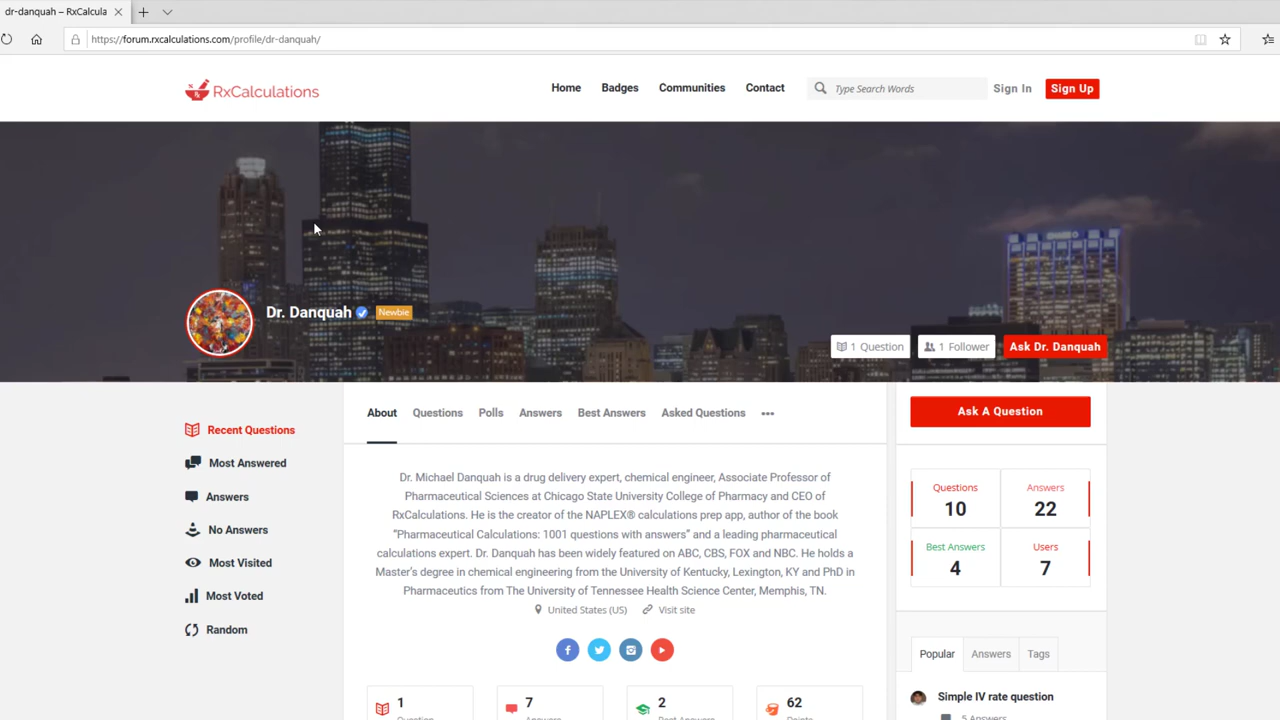 dr-danquah – RxCalcula
https://forum.rxcalculations.com/profile/dr-danquah/
RxCalculations
Home Badges Communities Contact Type Search Words Sign In Sign Up
Dr. Danquah Newbie
1 Question 1 Follower Ask Dr. Danquah
Recent Questions
Most Answered
Answers
No Answers
Most Visited
Most Voted
Random
About Questions Polls Answers Best Answers Asked Questions •••
Dr. Michael Danquah is a drug delivery expert, chemical engineer, Associate Professor of
Pharmaceutical Sciences at Chicago State University College of Pharmacy and CEO of
RxCalculations. He is the creator of the NAPLEX® calculations prep app, author of the book
“Pharmaceutical Calculations: 1001 questions with answers” and a leading pharmaceutical
calculations expert. Dr. Danquah has been widely featured on ABC, CBS, FOX and NBC. He holds a
Master’s degree in chemical engineering from the University of Kentucky, Lexington, KY and PhD in
Pharmaceutics from The University of Tennessee Health Science Center, Memphis, TN.
United States (US) Visit site
1
Question
7
Answers
2
Best Answers
62
Points
Ask A Question
Questions
10
Answers
22
Best Answers
4
Users
7
Popular Answers Tags
Simple IV rate question
5 Answers